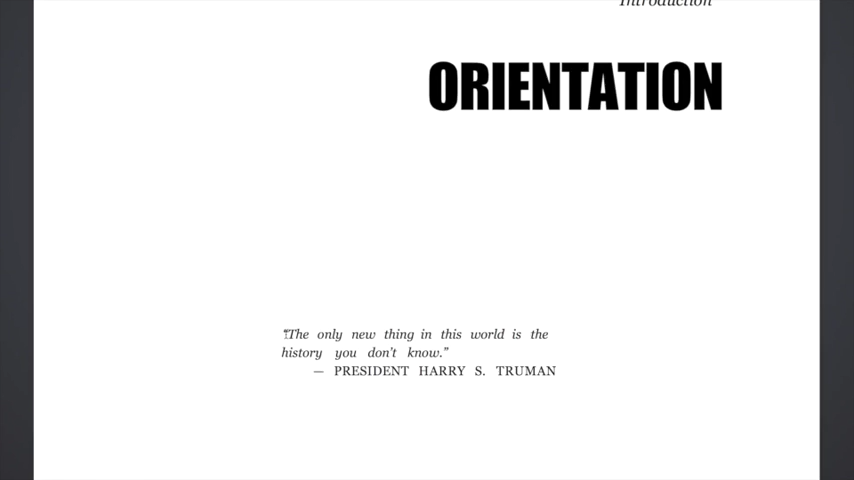 Introduction
ORIENTATION
“The only new thing in this world is the
history you don’t know.”
— PRESIDENT HARRY S. TRUMAN